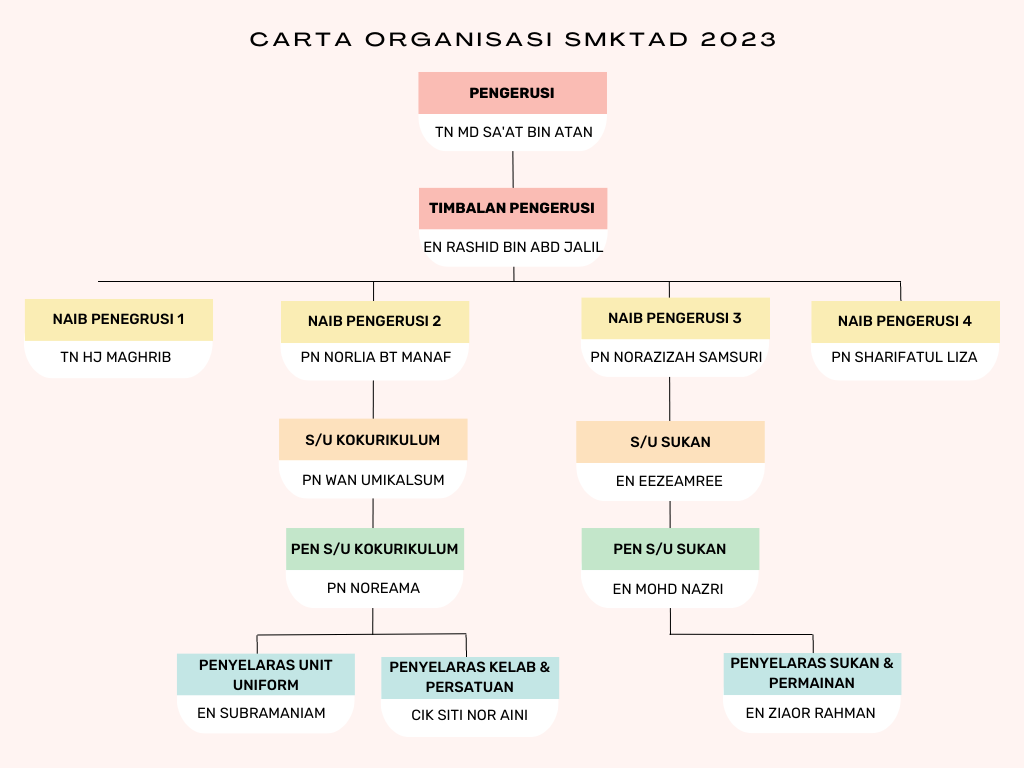 CARTA ORGANISASI SMKTAD 2023
PENGERUSI
TN MD SA'AT BIN ATAN
TIMBALAN PENGERUSI
EN RASHID BIN ABD JALIL
NAIB PENEGRUSI 1
TN HJ MAGHRIB
NAIB PENGERUSI 2
PN NORLIA BT MANAF
NAIB PENGERUSI 3
PN NORAZIZAH SAMSURI
NAIB PENGERUSI 4
PN SHARIFATUL LIZA
S/U KOKURIKULUM
PN WAN UMIKALSUM
S/U SUKAN
EN EEZEAMREE
PEN S/U KOKURIKULUM
PN NOREAMA
PEN S/U SUKAN
EN MOHD NAZRI
PENYELARAS UNIT
UNIFORM
EN SUBRAMANIAM
PENYELARAS KELAB &
PERSATUAN
CIK SITI NOR AINI
PENYELARAS SUKAN &
PERMAINAN
EN ZIAOR RAHMAN